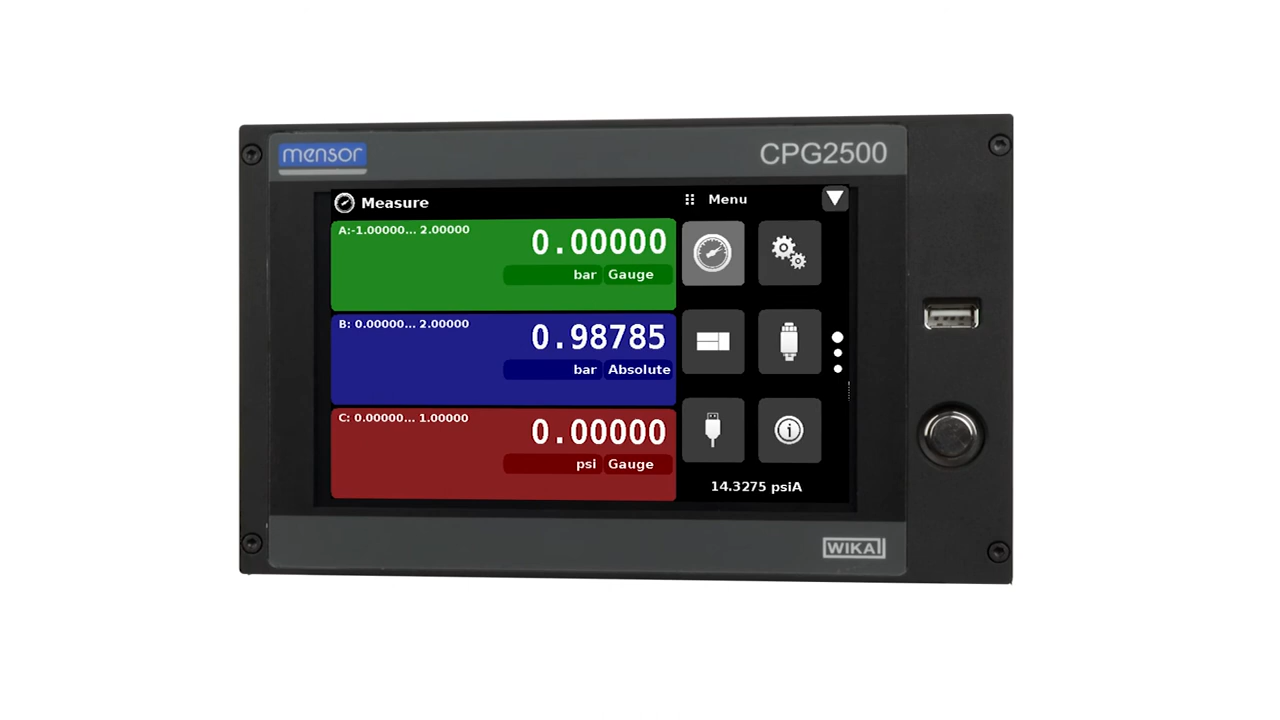 mensor
CPG2500
Measure
Menu
A:-1.00000... 2.00000
0.00000
bar Gauge
B: 0.00000... 2.00000
0.98785
bar Absolute
C: 0.00000... 1.00000
0.00000
psi Gauge
14.3275 psiA
WIKA